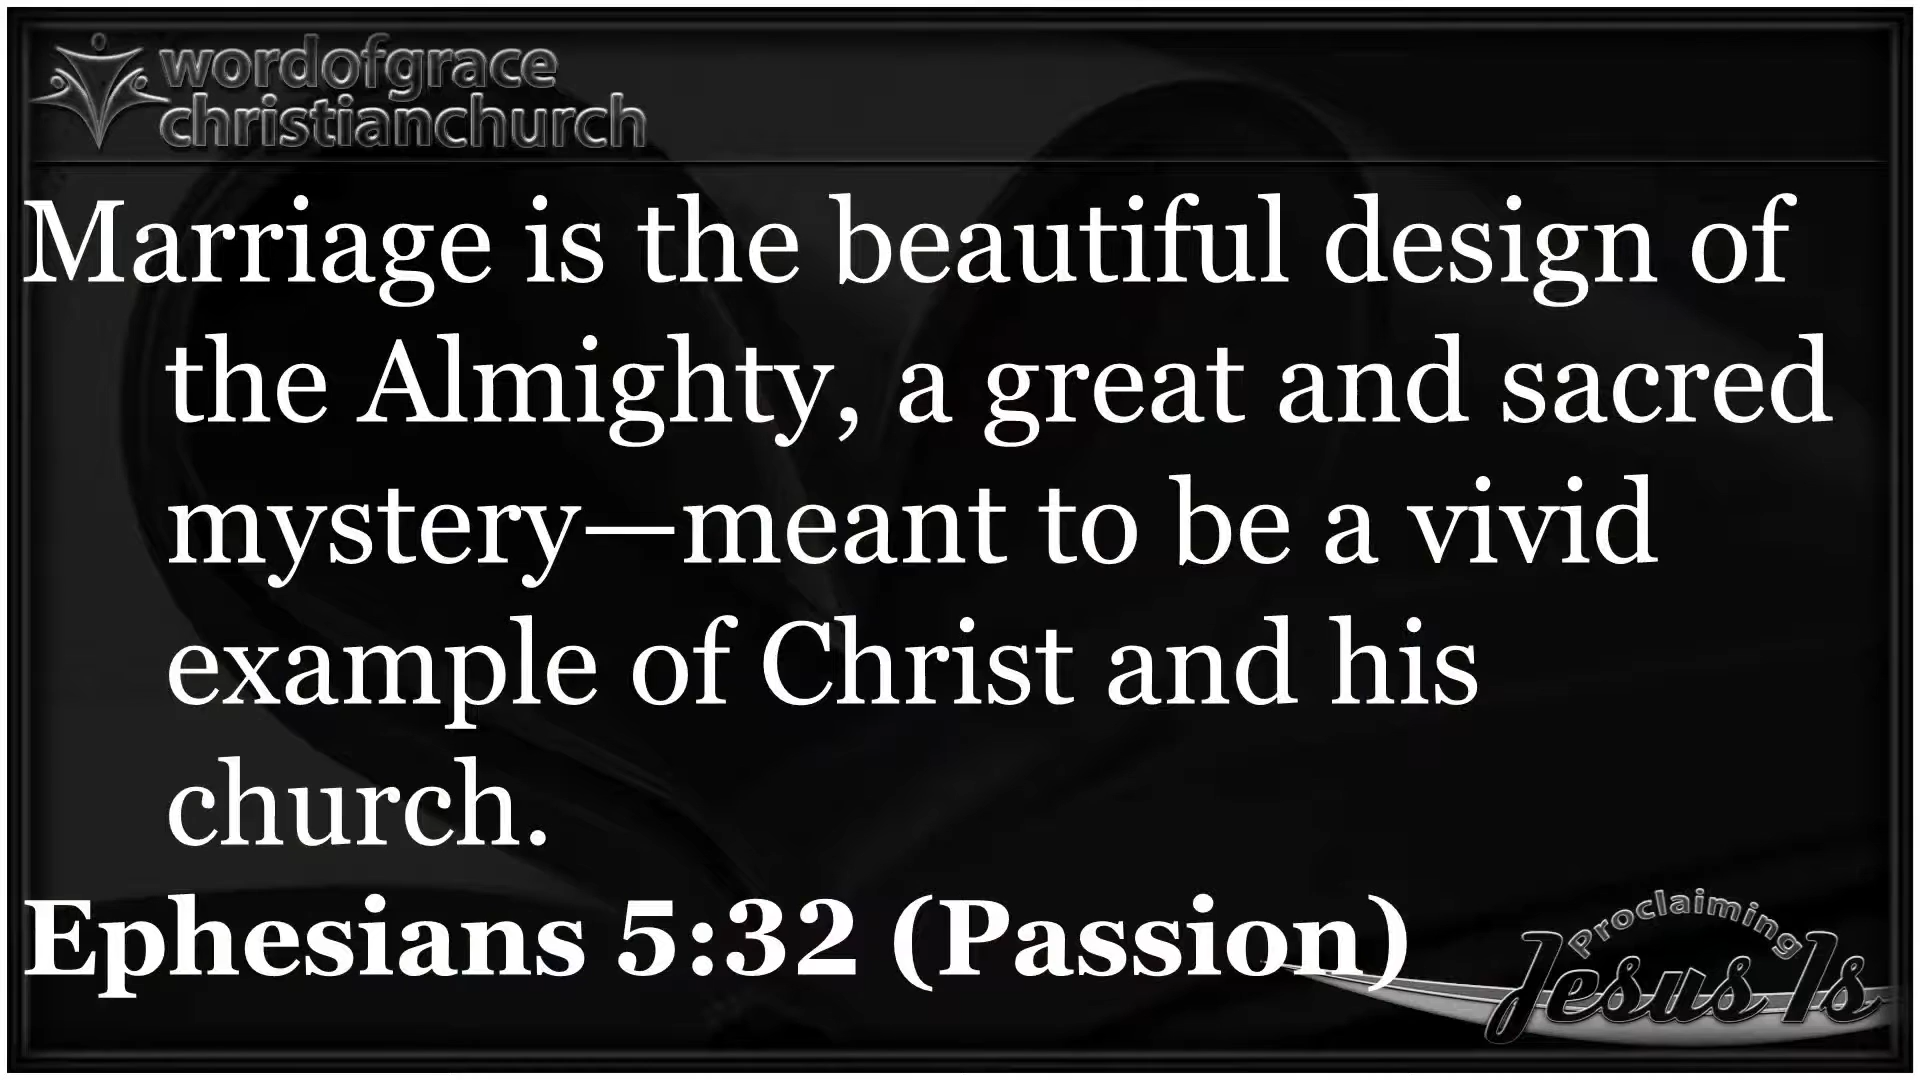 wordofgrace
christianchurch
Marriage is the beautiful design of
the Almighty, a great and sacred
mystery—meant to be a vivid
example of Christ and his
church.
Ephesians 5:32 (Passion)
Proclaiming
Jesus Is